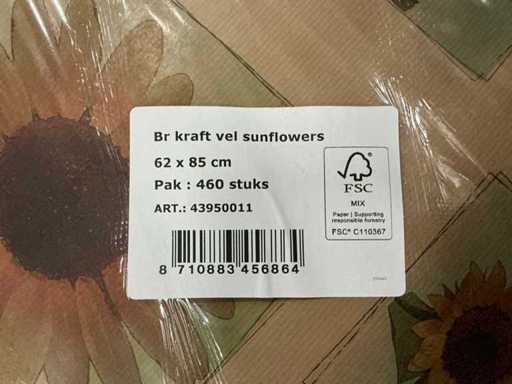 Br kraft vel sunflowers
62 x 85 cm
Pak : 460 stuks
ART.: 43950011
8 710883 456864
FSC
MIX
Paper | Supporting
responsible forestry
FSC® C110367